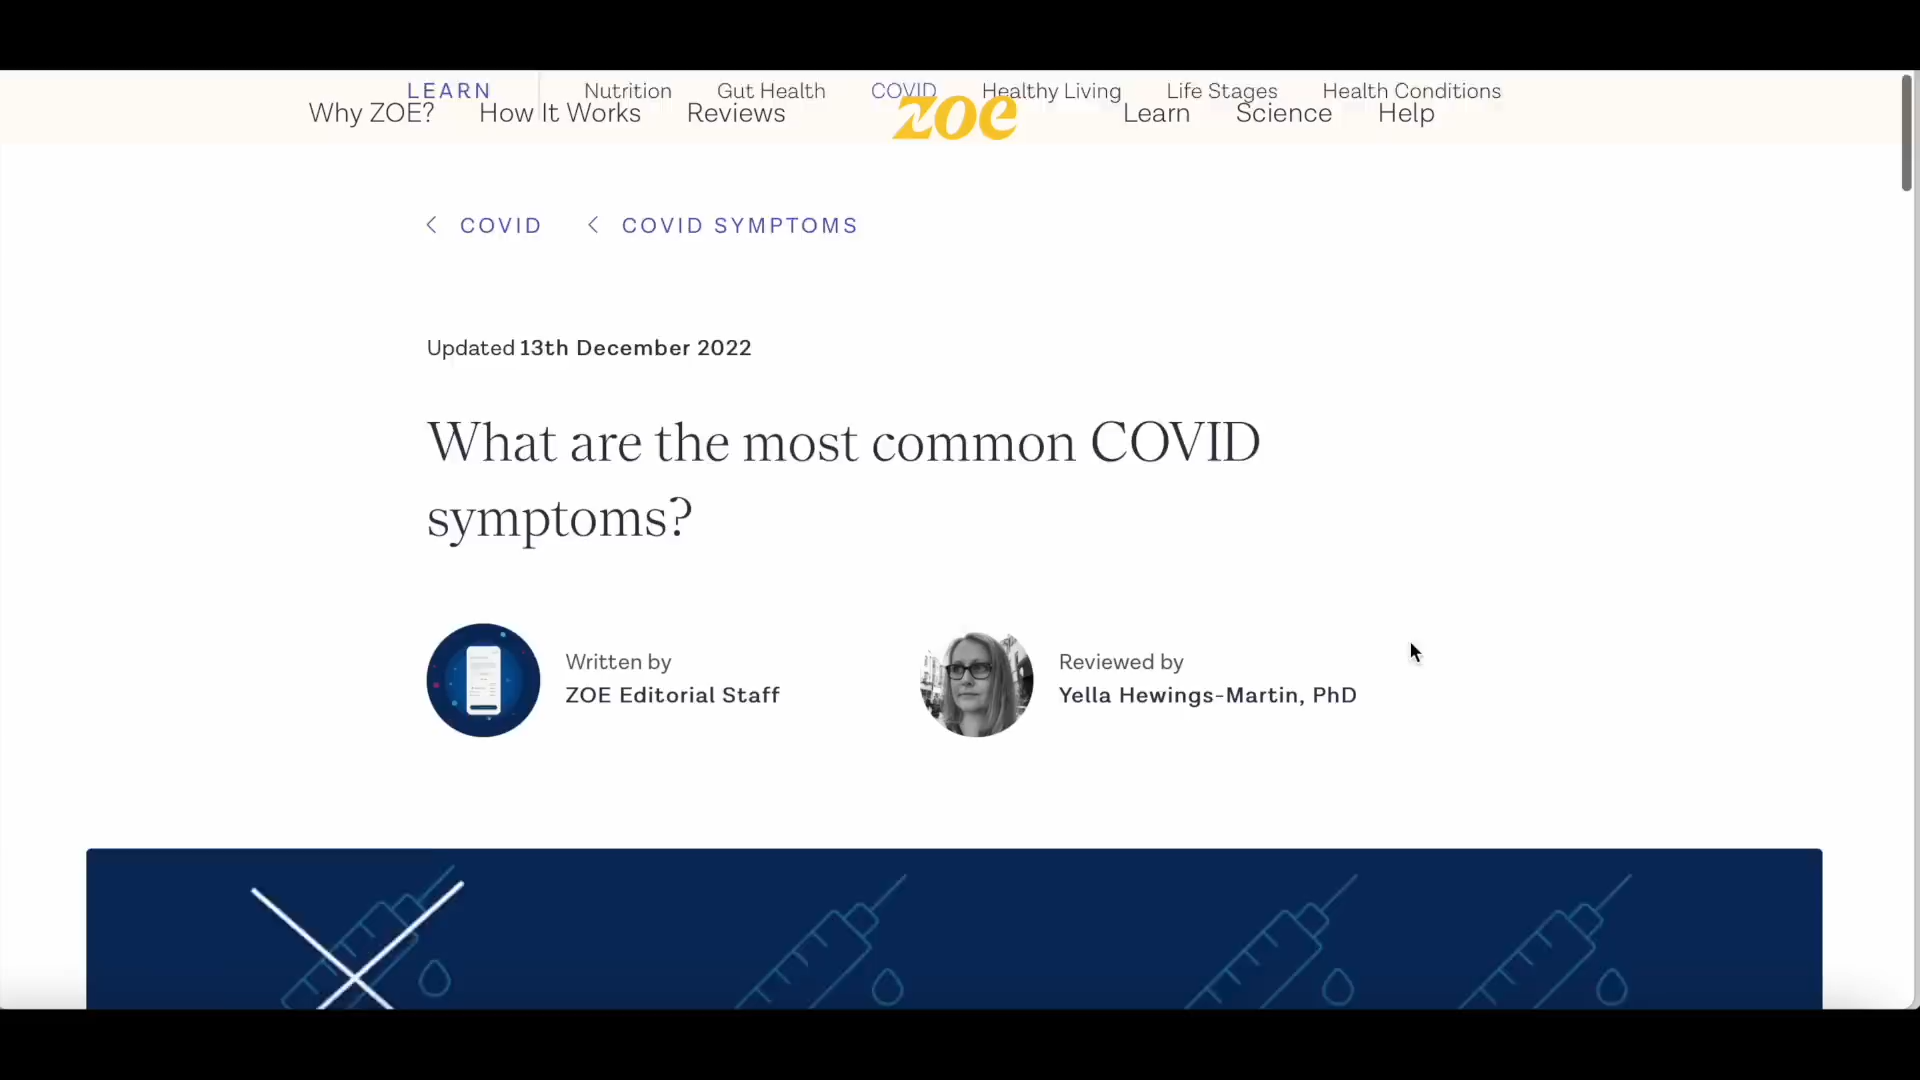 LEARN Nutrition Gut Health COVID Healthy Living Life Stages Health Conditions
Why ZOE? How It Works Reviews zoe Learn Science Help
COVID COVID SYMPTOMS
Updated 13th December 2022
What are the most common COVID
symptoms?
Written by
ZOE Editorial Staff
Reviewed by
Yella Hewings-Martin, PhD